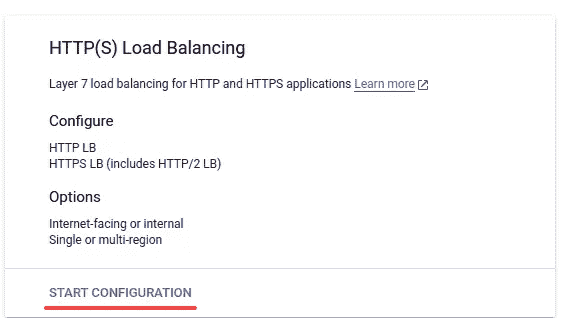 HTTP(S) Load Balancing
Layer 7 load balancing for HTTP and HTTPS applications Learn more
Configure
HTTP LB
HTTPS LB (includes HTTP/2 LB)
Options
Internet-facing or internal
Single or multi-region
START CONFIGURATION